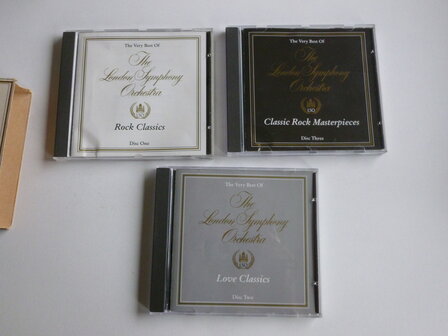 The Very Best Of
The
London Symphony
Orchestra
Rock Classics
Disc One
The Very Best Of
The
London Symphony
Orchestra
Classic Rock Masterpieces
Disc Three
The Very Best Of
The
London Symphony
Orchestra
Love Classics
Disc Two